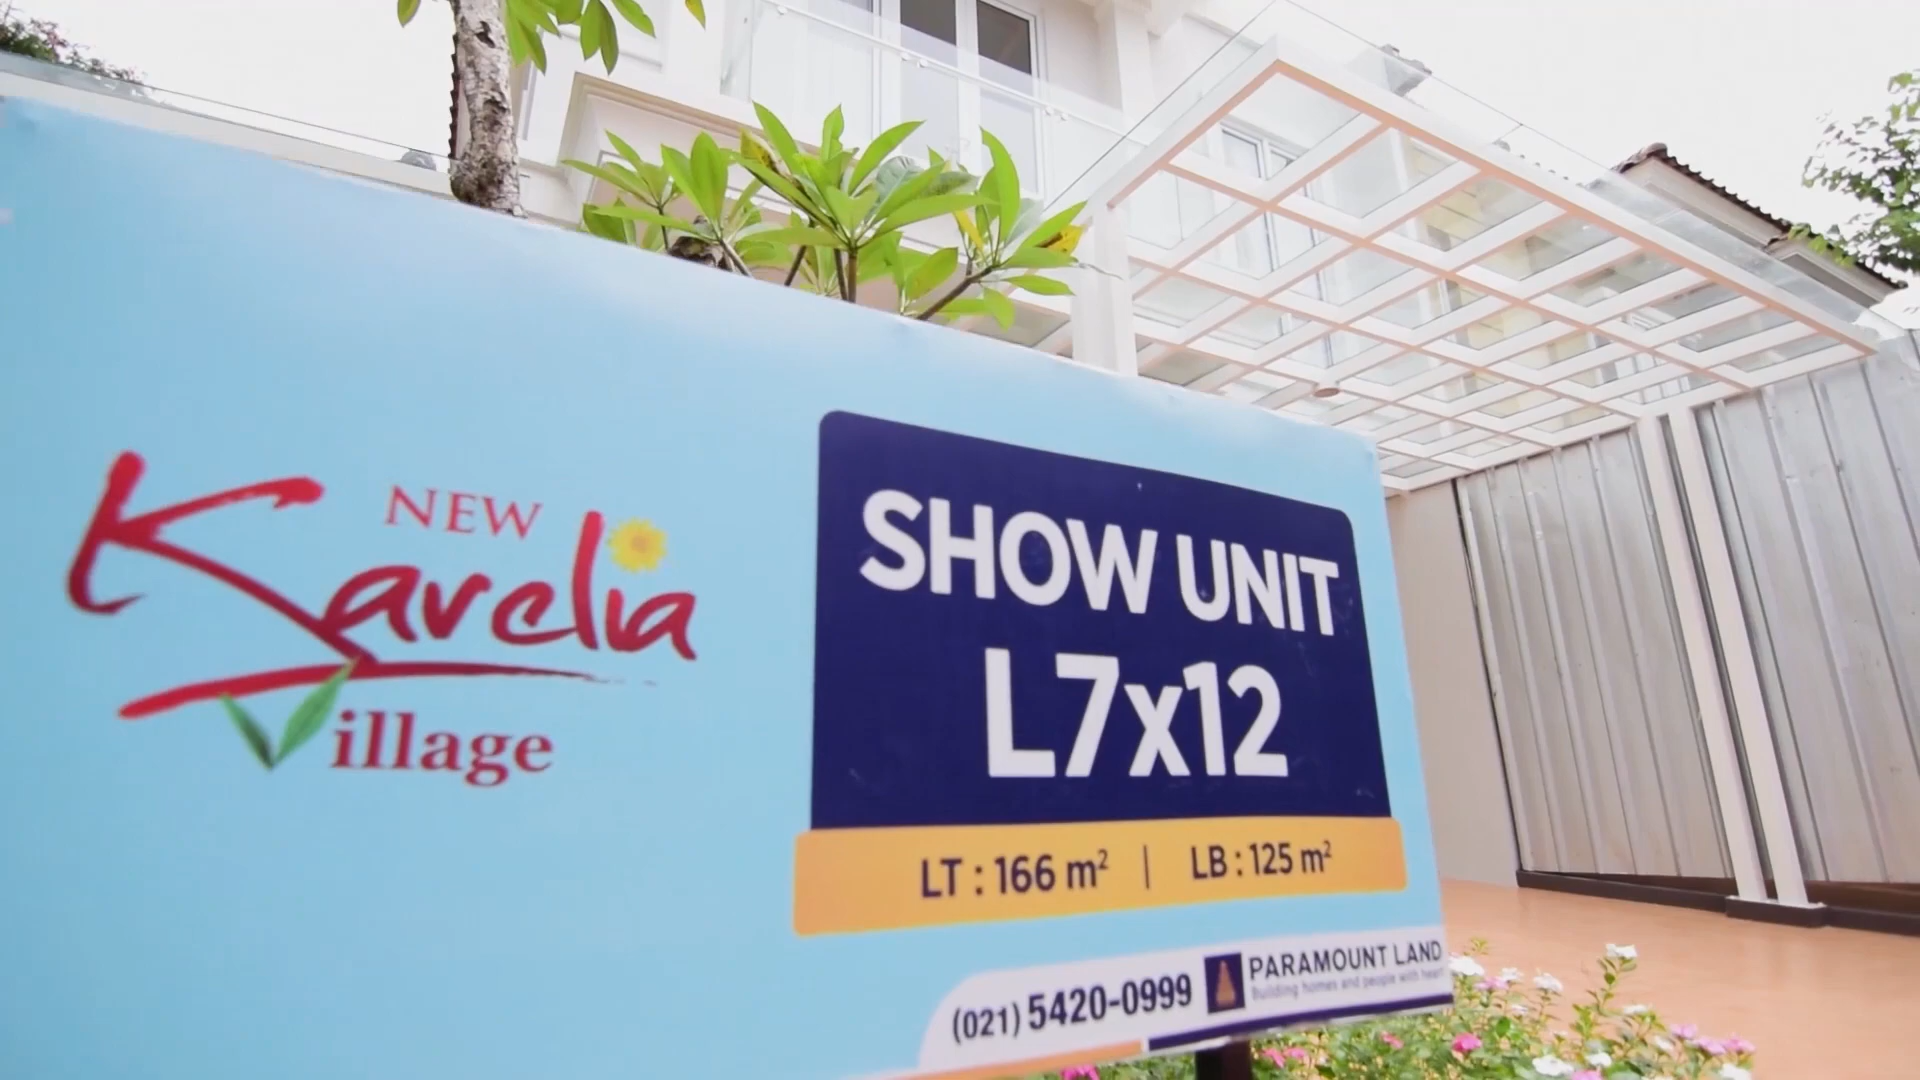 NEW
Karelia
Village
SHOW UNIT
L7x12
LT : 166 m² | LB : 125 m²
(021) 5420-0999
PARAMOUNT LAND
Building homes and people with heart